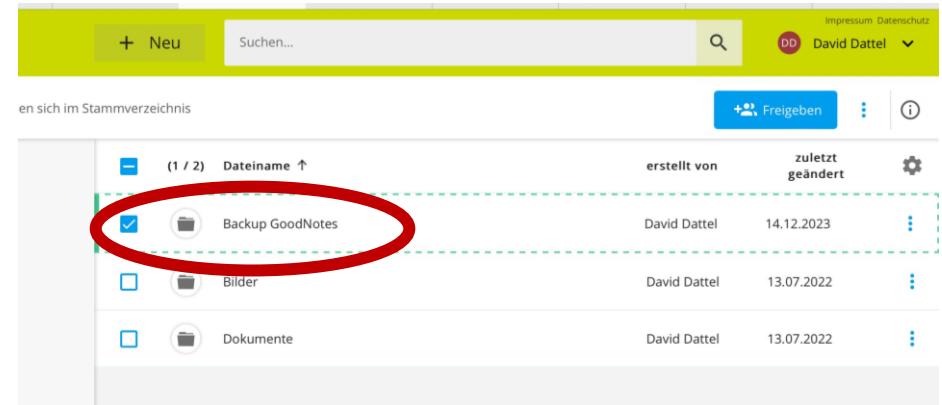 Impressum Datenschutz
+ Neu
Suchen...
DD
David Dattel
en sich im Stammverzeichnis
Freigeben
(1 / 2) Dateiname ↑ erstellt von zuletzt geändert
Backup GoodNotes David Dattel 14.12.2023
Bilder David Dattel 13.07.2022
Dokumente David Dattel 13.07.2022